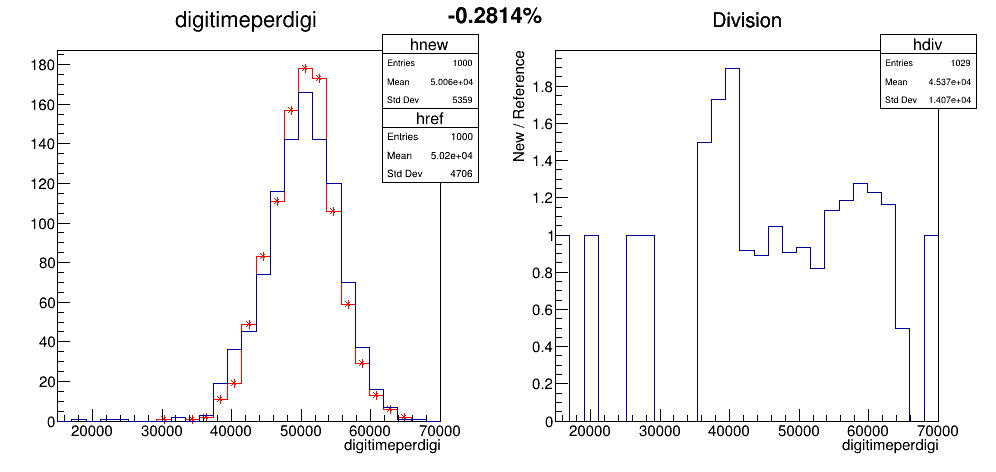 -0.2814%
digitimeperdigi
hnew
Entries 1000
Mean 5.006e+04
Std Dev 5359
href
Entries 1000
Mean 5.02e+04
Std Dev 4706
180
160
140
120
100
80
60
40
20
0
20000 30000 40000 50000 60000 70000
digitimeperdigi
Division
hdiv
Entries 1029
Mean 4.537e+04
Std Dev 1.407e+04
New / Reference
1.8
1.6
1.4
1.2
1
0.8
0.6
0.4
0.2
0
20000 30000 40000 50000 60000 70000
digitimeperdigi